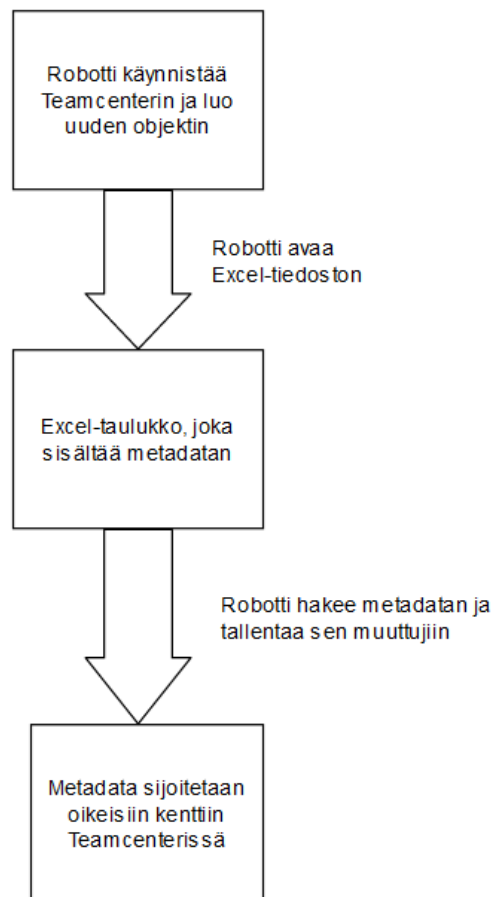 Robotti käynnistää
Teamcenterin ja luo
uuden objektin
Robotti avaa
Excel-tiedoston
Excel-taulukko, joka
sisältää metadatan
Robotti hakee metadatan ja
tallentaa sen muuttujiin
Metadata sijoitetaan
oikeisiin kenttiin
Teamcenterissä